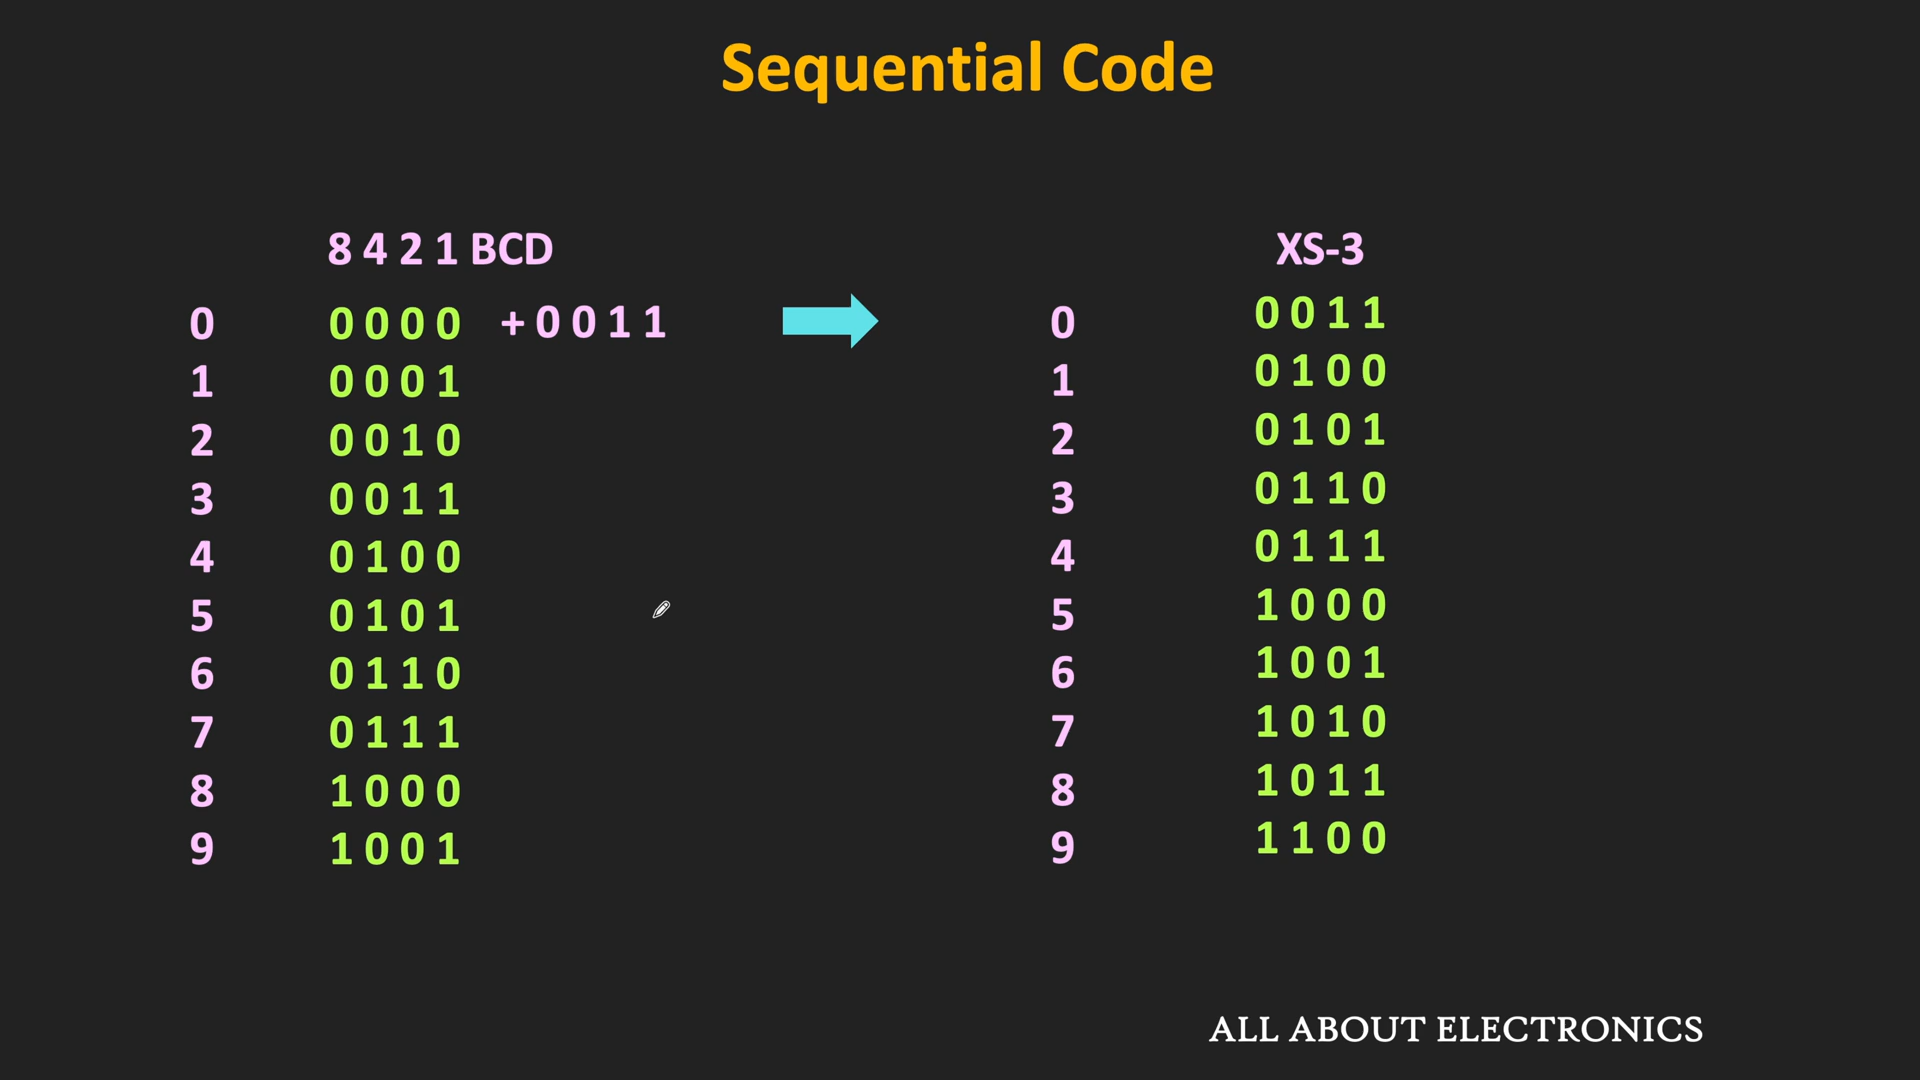 Sequential Code
8 4 2 1 BCD XS-3
0 0 0 0 0 + 0 0 1 1 0 0 0 1 1
1 0 0 0 1 1 0 1 0 0
2 0 0 1 0 2 0 1 0 1
3 0 0 1 1 3 0 1 1 0
4 0 1 0 0 4 0 1 1 1
5 0 1 0 1 5 1 0 0 0
6 0 1 1 0 6 1 0 0 1
7 0 1 1 1 7 1 0 1 0
8 1 0 0 0 8 1 0 1 1
9 1 0 0 1 9 1 1 0 0
ALL ABOUT ELECTRONICS